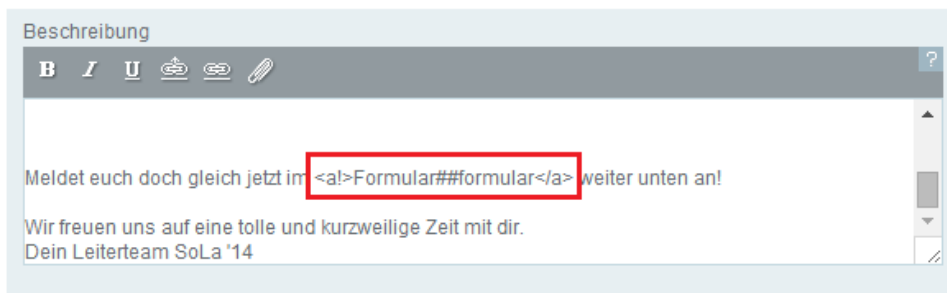 Beschreibung
B I U ?
Meldet euch doch gleich jetzt im <a!>Formular##formular</a> weiter unten an!
Wir freuen uns auf eine tolle und kurzweilige Zeit mit dir.
Dein Leiterteam SoLa '14